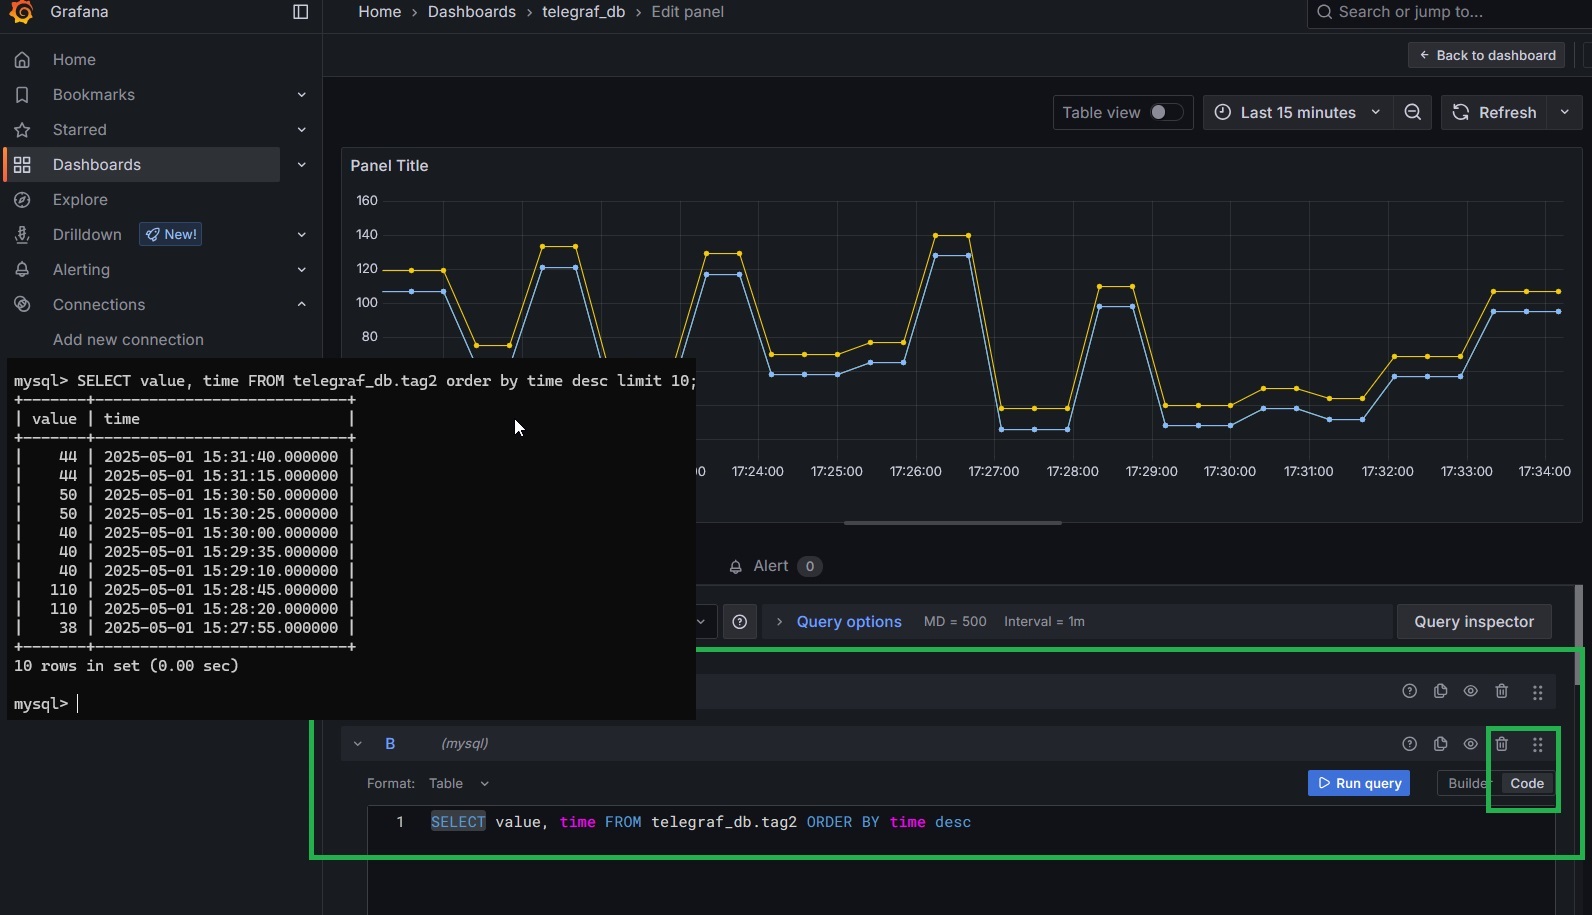 Grafana
Home › Dashboards › telegraf_db › Edit panel
Search or jump to...
Back to dashboard
Home
Bookmarks
Starred
Dashboards
Explore
Drilldown New!
Alerting
Connections
Add new connection
Table view
Last 15 minutes
Refresh
Panel Title
160
140
120
100
80
17:24:00 17:25:00 17:26:00 17:27:00 17:28:00 17:29:00 17:30:00 17:31:00 17:32:00 17:33:00 17:34:00
mysql> SELECT value, time FROM telegraf_db.tag2 order by time desc limit 10;
+-------+----------------------------+
| value | time |
+-------+----------------------------+
| 44 | 2025-05-01 15:31:40.000000 |
| 44 | 2025-05-01 15:31:15.000000 |
| 50 | 2025-05-01 15:30:50.000000 |
| 50 | 2025-05-01 15:30:25.000000 |
| 40 | 2025-05-01 15:30:00.000000 |
| 40 | 2025-05-01 15:29:35.000000 |
| 40 | 2025-05-01 15:29:10.000000 |
| 110 | 2025-05-01 15:28:45.000000 |
| 110 | 2025-05-01 15:28:20.000000 |
| 38 | 2025-05-01 15:27:55.000000 |
+-------+----------------------------+
10 rows in set (0.00 sec)
mysql>
Alert 0
Query options MD = 500 Interval = 1m
Query inspector
B (mysql)
Format: Table
Run query
Builder Code
1 SELECT value, time FROM telegraf_db.tag2 ORDER BY time desc